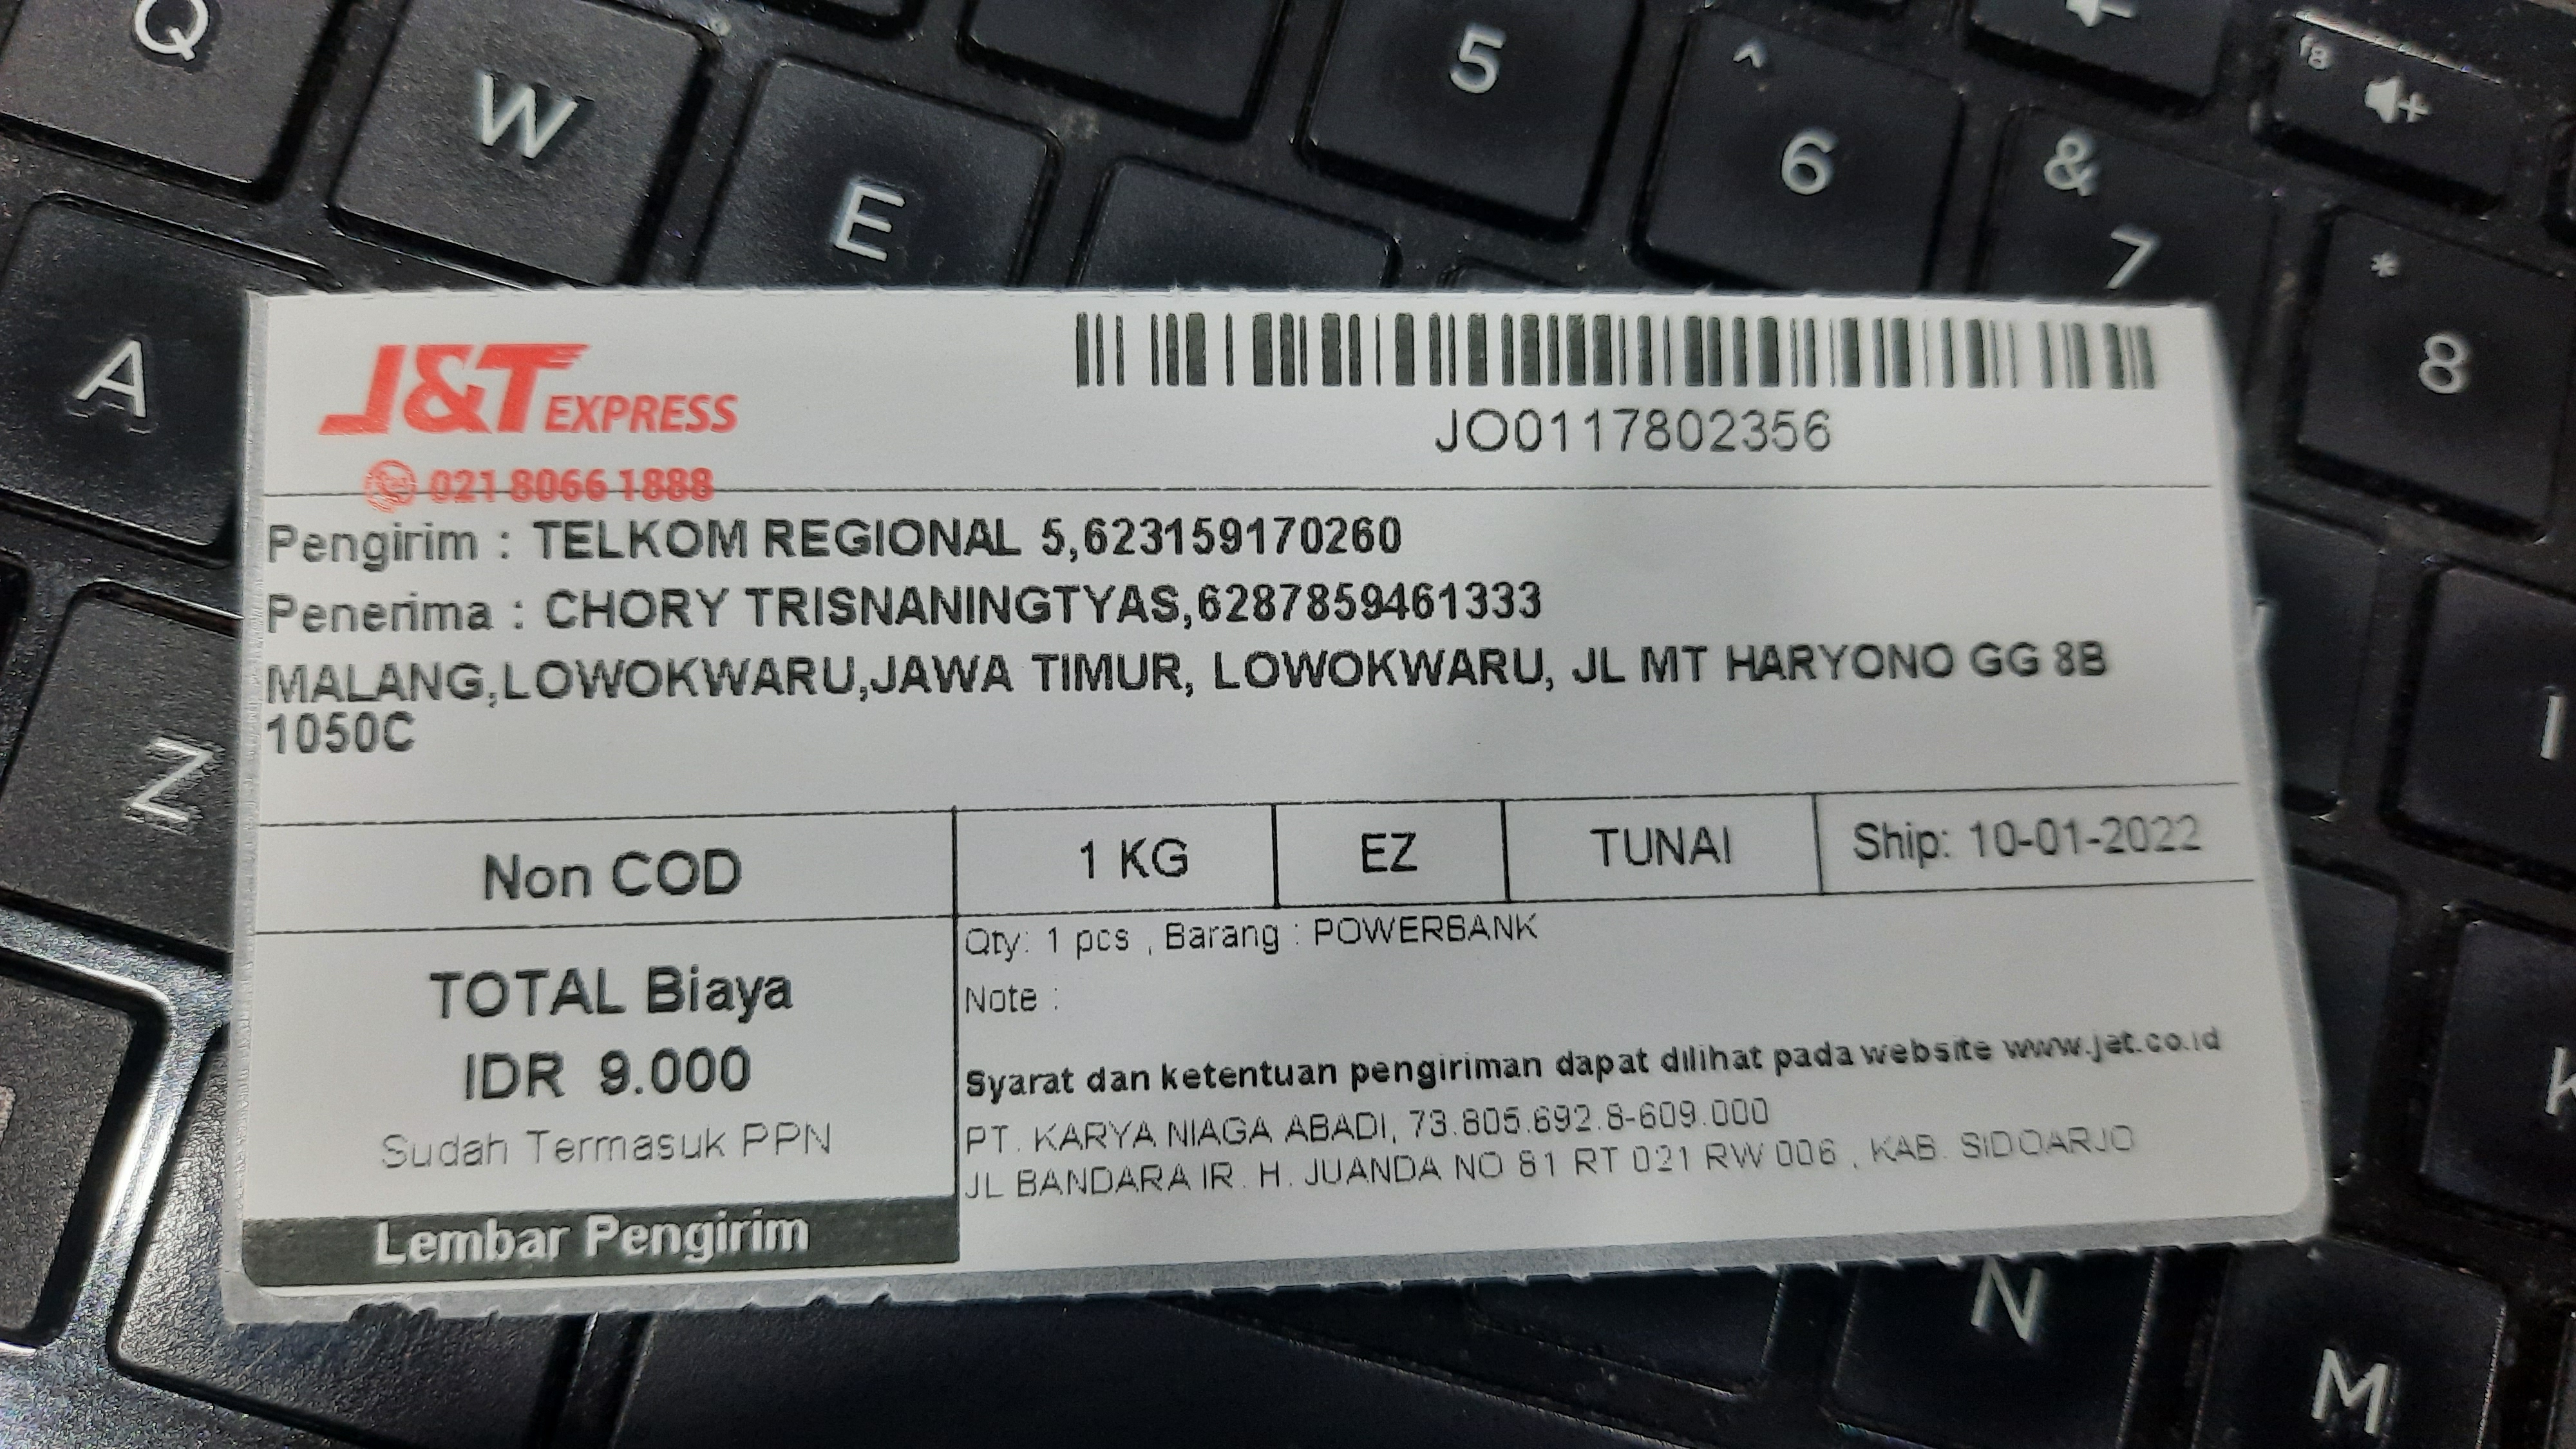 J&T EXPRESS
021 8066 1888
JO0117802356
Pengirim : TELKOM REGIONAL 5,623159170260
Penerima : CHORY TRISNANINGTYAS,6287859461333
MALANG,LOWOKWARU,JAWA TIMUR, LOWOKWARU, JL MT HARYONO GG 8B
1050C
Non COD
1 KG
EZ
TUNAI
Ship: 10-01-2022
TOTAL Biaya
IDR 9.000
Sudah Termasuk PPN
Lembar Pengirim
Qty: 1 pcs , Barang : POWERBANK
Note :
Syarat dan ketentuan pengiriman dapat dilihat pada website www.jet.co.id
PT. KARYA NIAGA ABADI, 73.805.692.8-609.000
JL BANDARA IR. H. JUANDA NO 81 RT 021 RW 006 , KAB. SIDOARJO
Q
W
E
A
Z
5
^
6
&
7
*
8
f8
N
M
K
I